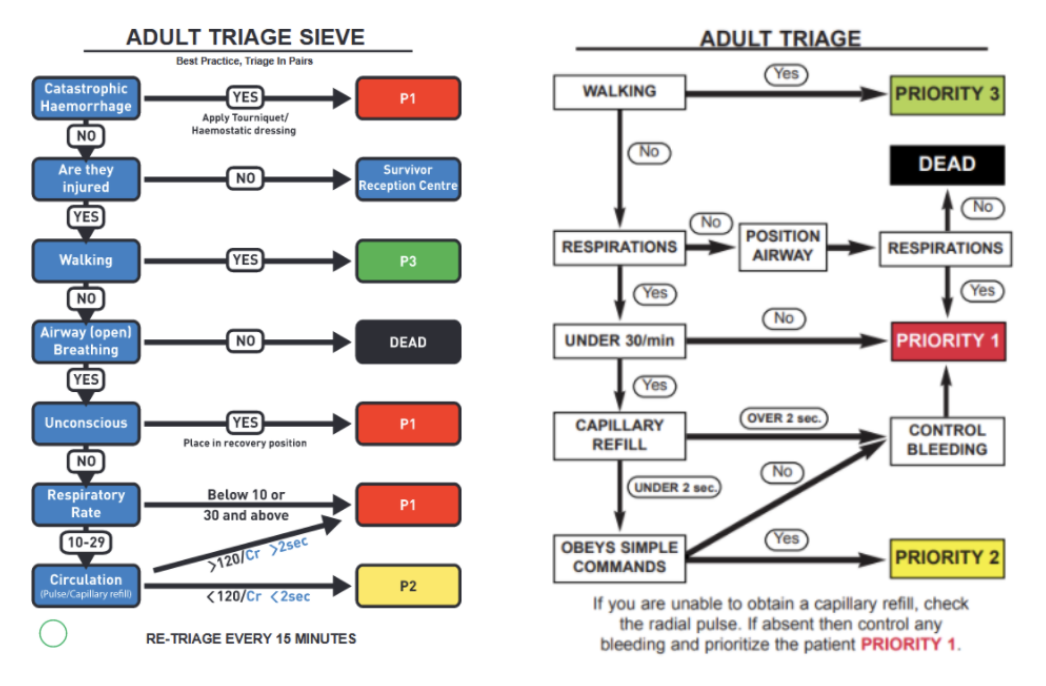 ADULT TRIAGE SIEVE
Best Practice, Triage In Pairs
Catastrophic
Haemorrhage
YES
P1
Apply Tourniquet/
Haemostatic dressing
NO
Are they
injured
NO
Survivor
Reception Centre
YES
Walking
YES
P3
NO
Airway (open)
Breathing
NO
DEAD
YES
Unconscious
YES
P1
Place in recovery position
NO
Respiratory
Rate
Below 10 or
30 and above
P1
10-29
>120/Cr >2sec
Circulation
(Pulse/Capillary refill)
<120/Cr <2sec
P2
RE-TRIAGE EVERY 15 MINUTES
ADULT TRIAGE
WALKING
Yes
PRIORITY 3
No
DEAD
No
RESPIRATIONS
No
POSITION
AIRWAY
RESPIRATIONS
Yes
Yes
UNDER 30/min
No
PRIORITY 1
Yes
CAPILLARY
REFILL
OVER 2 sec.
CONTROL
BLEEDING
UNDER 2 sec.
No
OBEYS SIMPLE
COMMANDS
Yes
PRIORITY 2
If you are unable to obtain a capillary refill, check
the radial pulse. If absent then control any
bleeding and prioritize the patient PRIORITY 1.